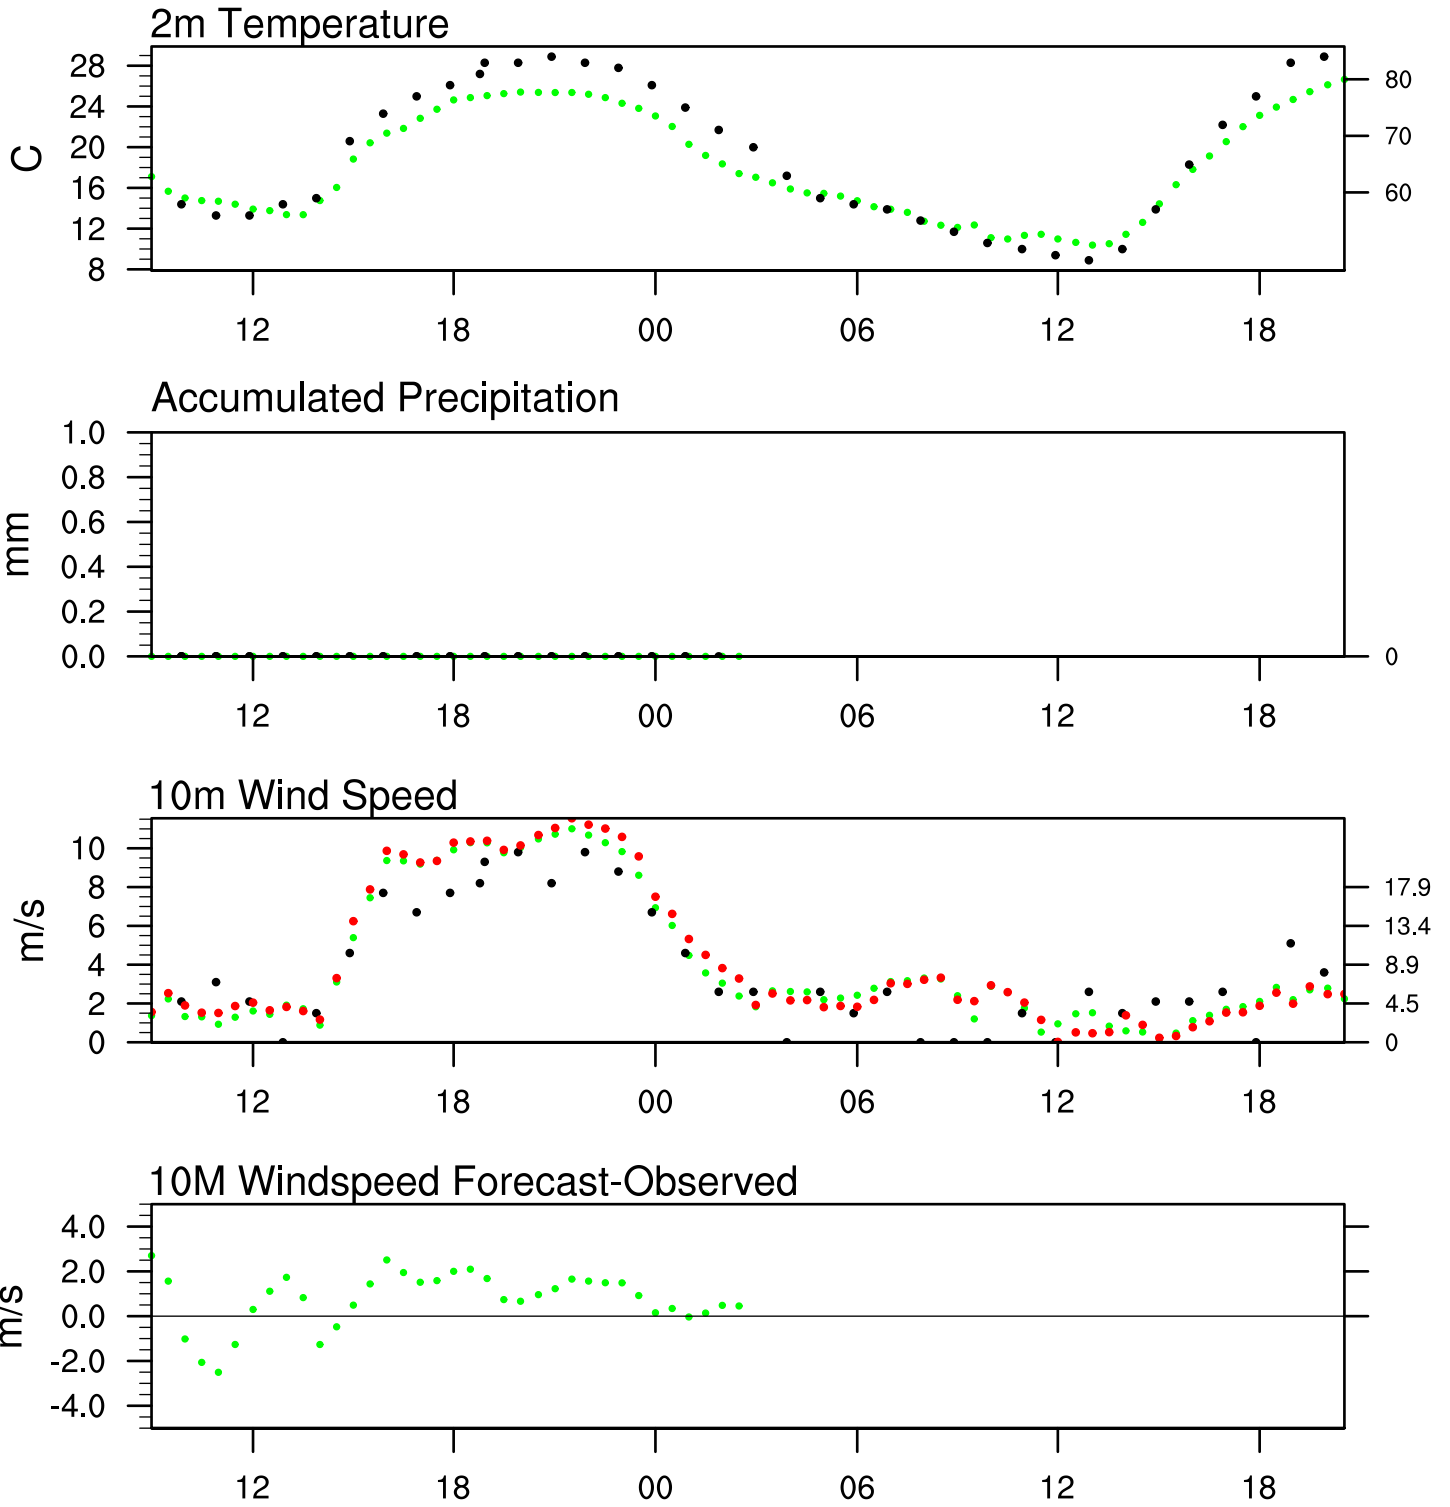 2m Temperature
28
24
20
16
12
8
C
80
70
60
12 18 00 06 12 18
Accumulated Precipitation
1.0
0.8
0.6
0.4
0.2
0.0
mm
0
12 18 00 06 12 18
10m Wind Speed
10
8
6
4
2
0
m/s
17.9
13.4
8.9
4.5
0
12 18 00 06 12 18
10M Windspeed Forecast-Observed
4.0
2.0
0.0
-2.0
-4.0
m/s
12 18 00 06 12 18